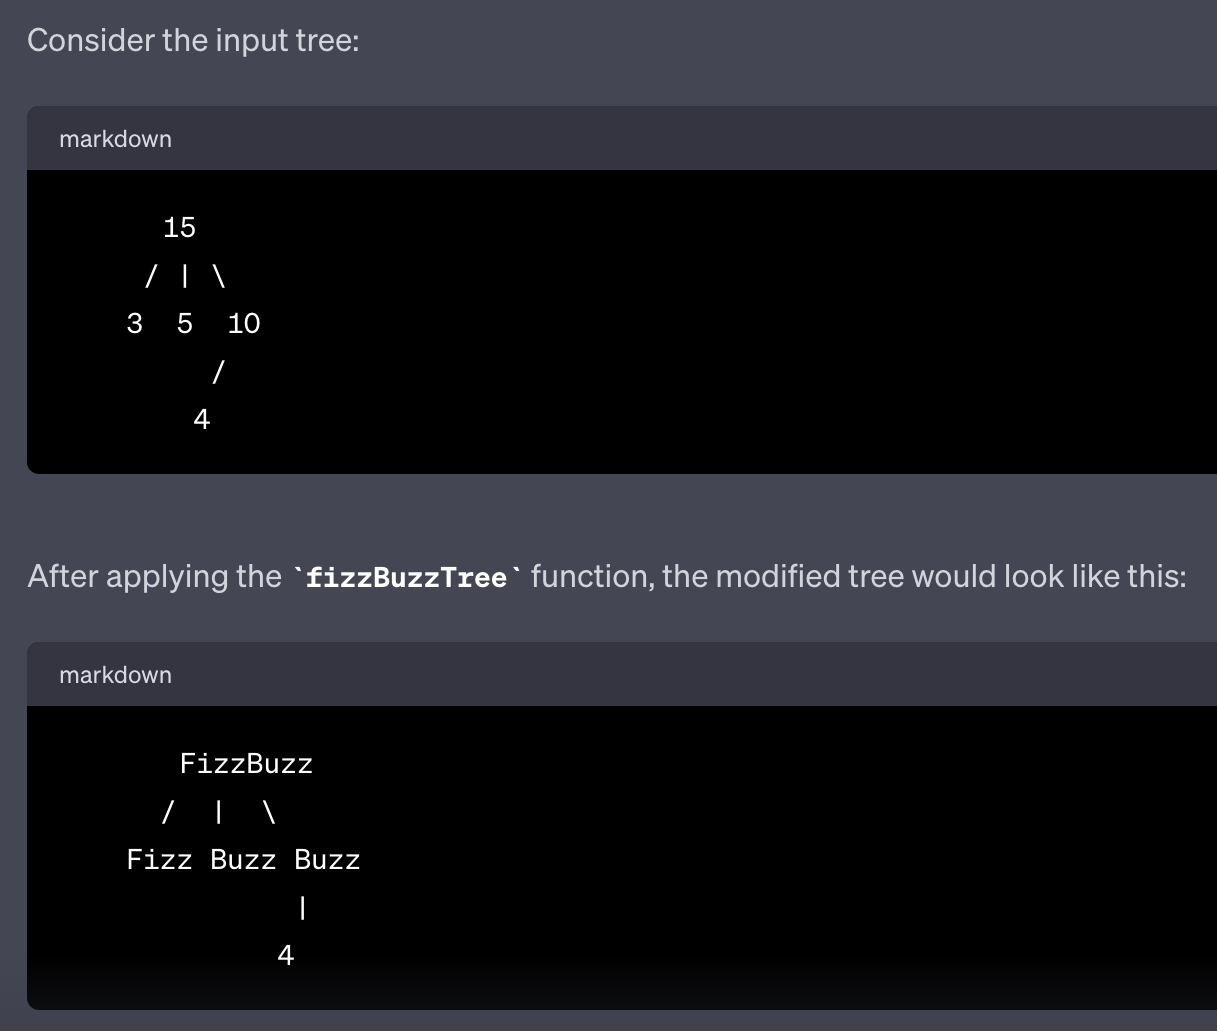 Consider the input tree:
markdown
15
/ | \
3 5 10
/
4
After applying the `fizzBuzzTree` function, the modified tree would look like this:
markdown
FizzBuzz
/ | \
Fizz Buzz Buzz
|
4